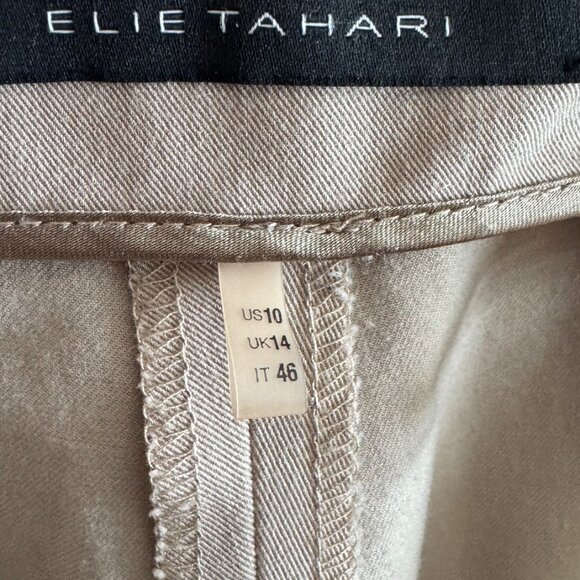 ELIE TAHARI
US10
UK14
IT 46